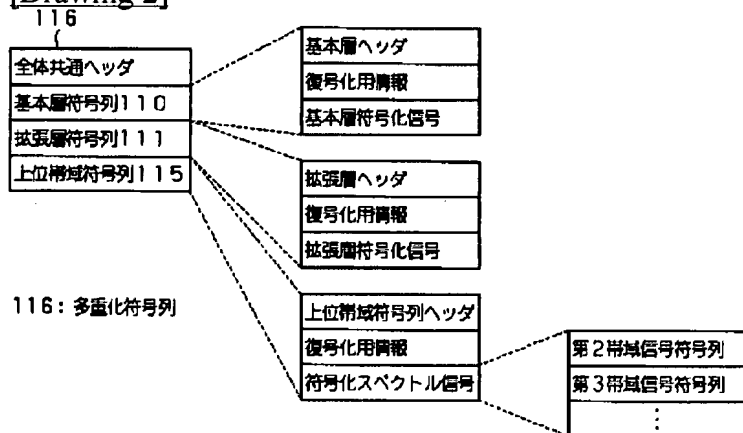 [Drawing 2]
116
全体共通ヘッダ
基本層符号列110
拡張層符号列111
上位帯域符号列115
116:多重化符号列
基本層ヘッダ
復号化用情報
基本層符号化信号
拡張層ヘッダ
復号化用情報
拡張層符号化信号
上位帯域符号列ヘッダ
復号化用情報
符号化スペクトル信号
第2帯域信号符号列
第3帯域信号符号列